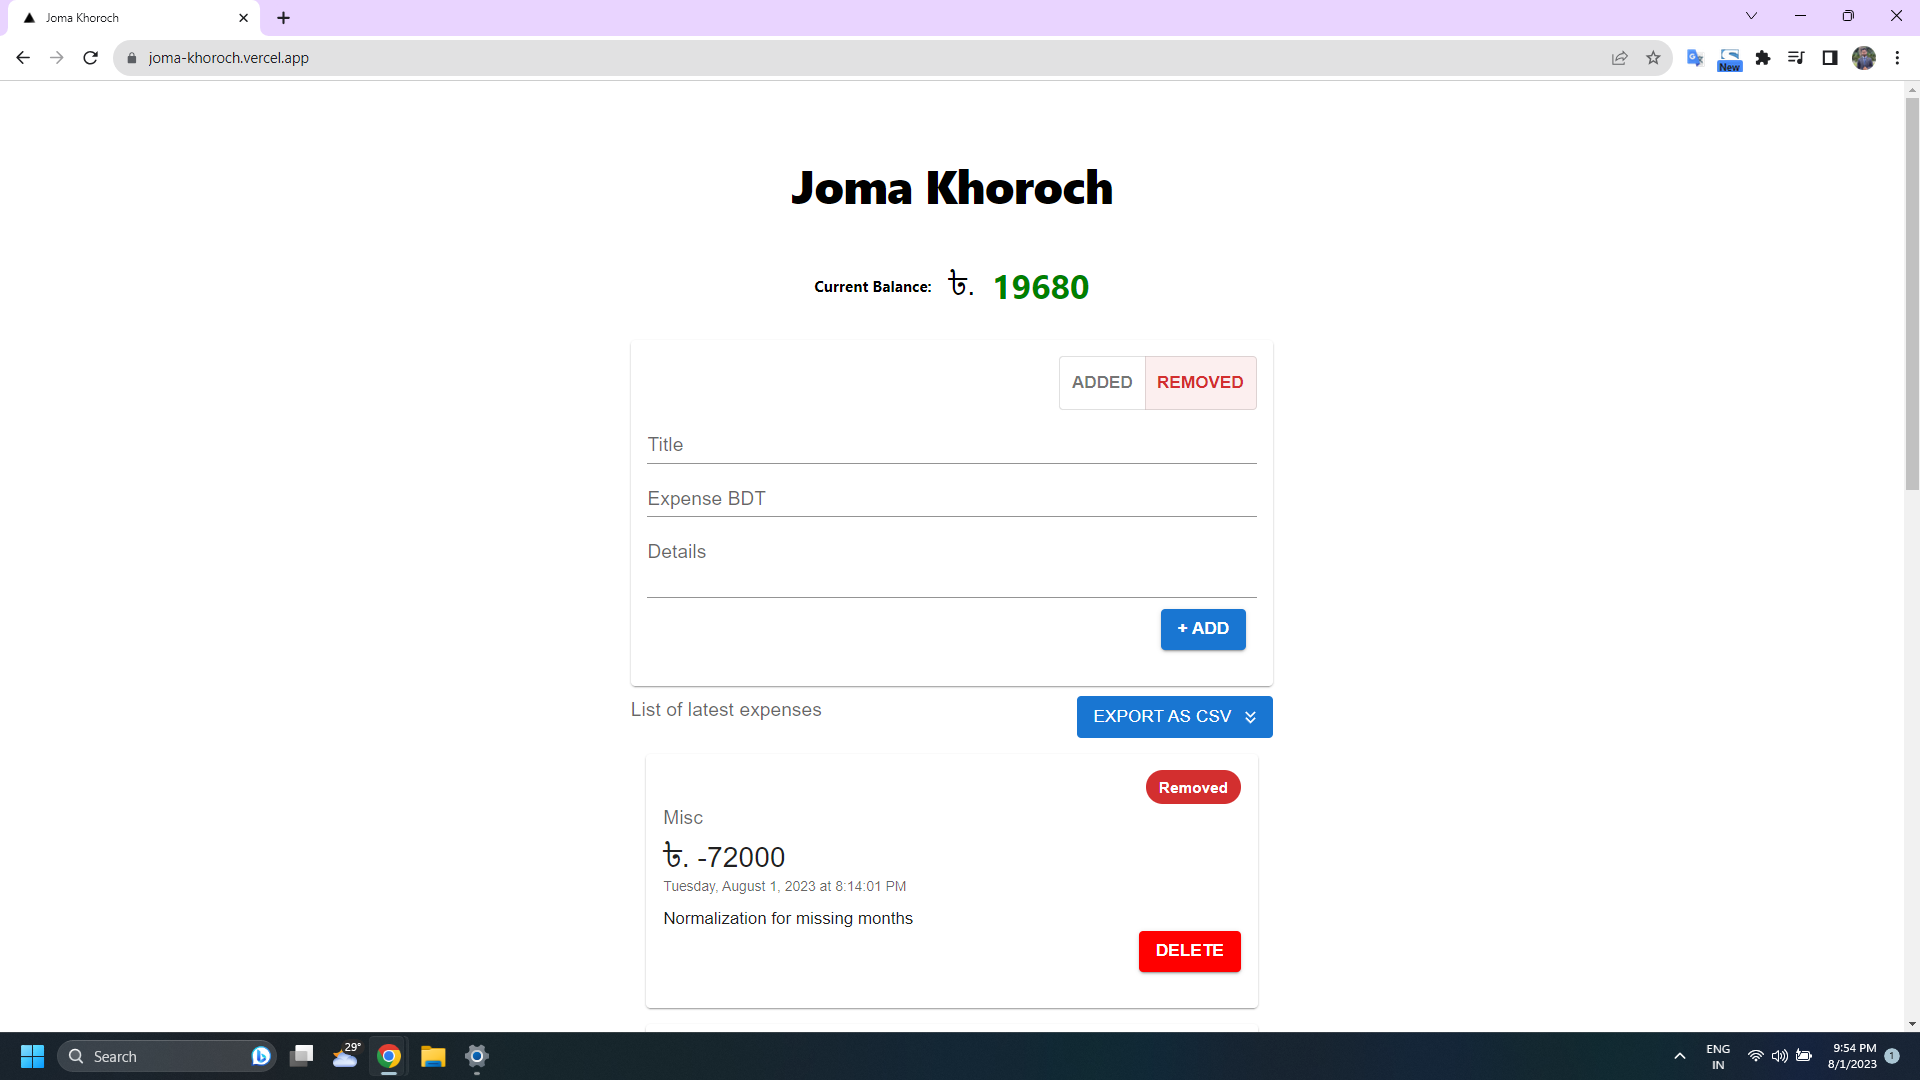 Joma Khoroch
joma-khoroch.vercel.app
New
Joma Khoroch
Current Balance: ৳. 19680
ADDED REMOVED
Title
Expense BDT
Details
+ ADD
List of latest expenses
EXPORT AS CSV
Removed
Misc
৳. -72000
Tuesday, August 1, 2023 at 8:14:01 PM
Normalization for missing months
DELETE
Search
29°
ENG
IN
9:54 PM
8/1/2023
1